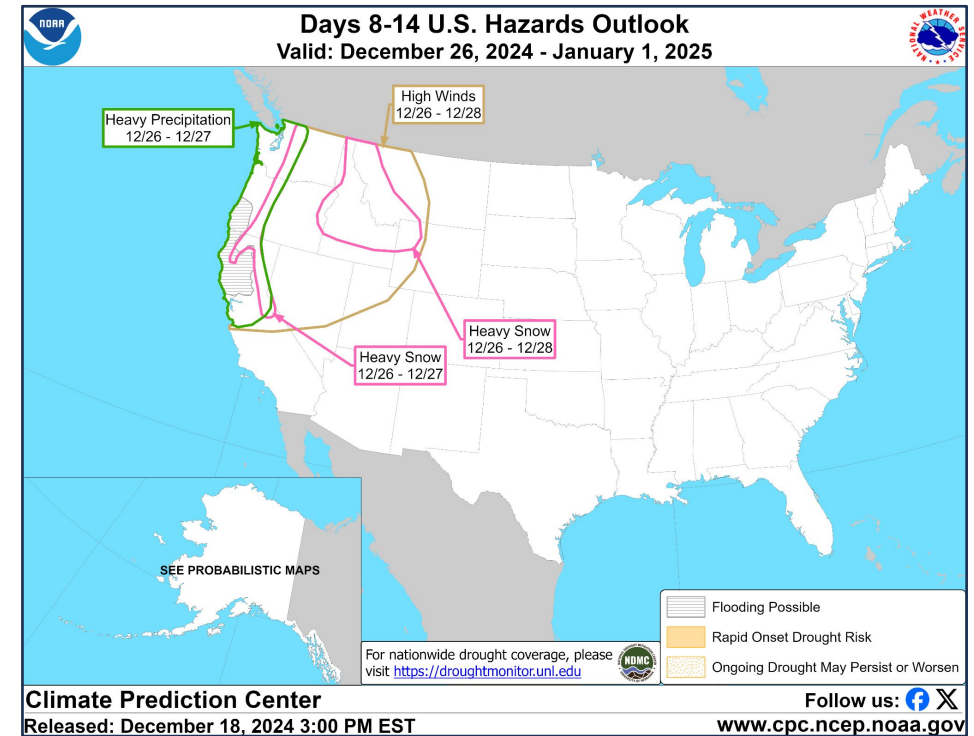 NOAA
Days 8-14 U.S. Hazards Outlook
Valid: December 26, 2024 - January 1, 2025
NATIONAL WEATHER SERVICE
High Winds
12/26 - 12/28
Heavy Precipitation
12/26 - 12/27
Heavy Snow
12/26 - 12/28
Heavy Snow
12/26 - 12/27
SEE PROBABILISTIC MAPS
Flooding Possible
Rapid Onset Drought Risk
Ongoing Drought May Persist or Worsen
For nationwide drought coverage, please
visit https://droughtmonitor.unl.edu
NDMC
Climate Prediction Center
Follow us:
Released: December 18, 2024 3:00 PM EST
www.cpc.ncep.noaa.gov